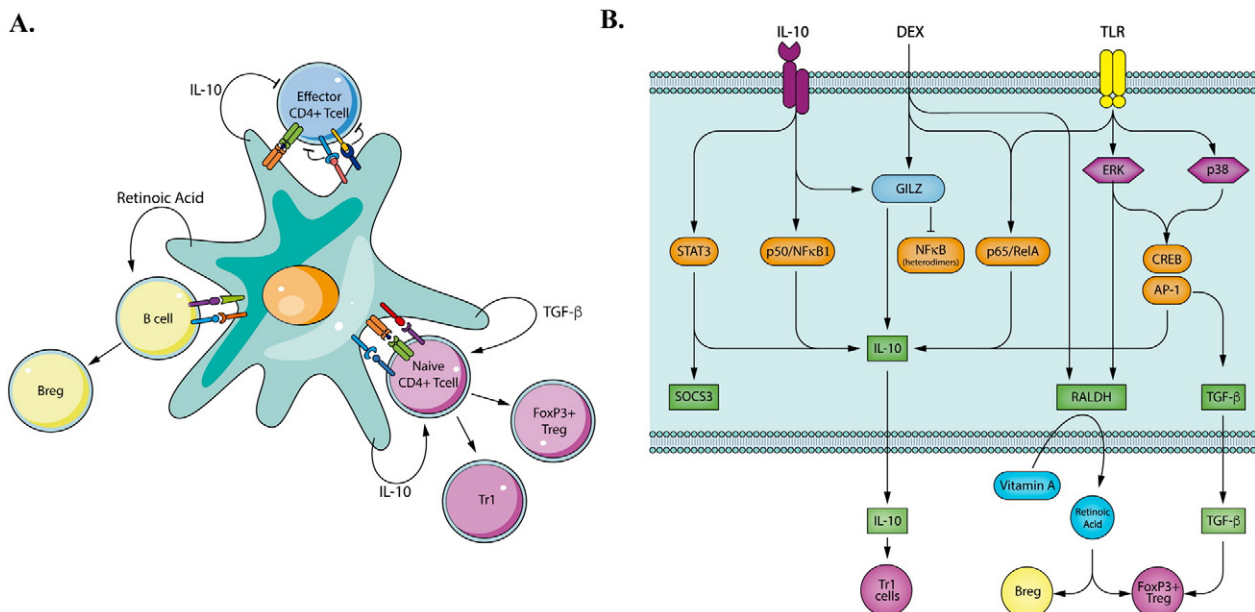 A.
IL-10
Effector
CD4+ Tcell
Retinoic Acid
B cell
Breg
TGF-β
Naive
CD4+ Tcell
FoxP3+
Treg
Tr1
IL-10
B.
IL-10
DEX
TLR
ERK
p38
GILZ
STAT3
p50/NFκB1
NFκB
(heterodimers)
p65/RelA
CREB
AP-1
IL-10
SOCS3
RALDH
TGF-β
Vitamin A
IL-10
Retinoic
Acid
TGF-β
Tr1
cells
Breg
FoxP3+
Treg